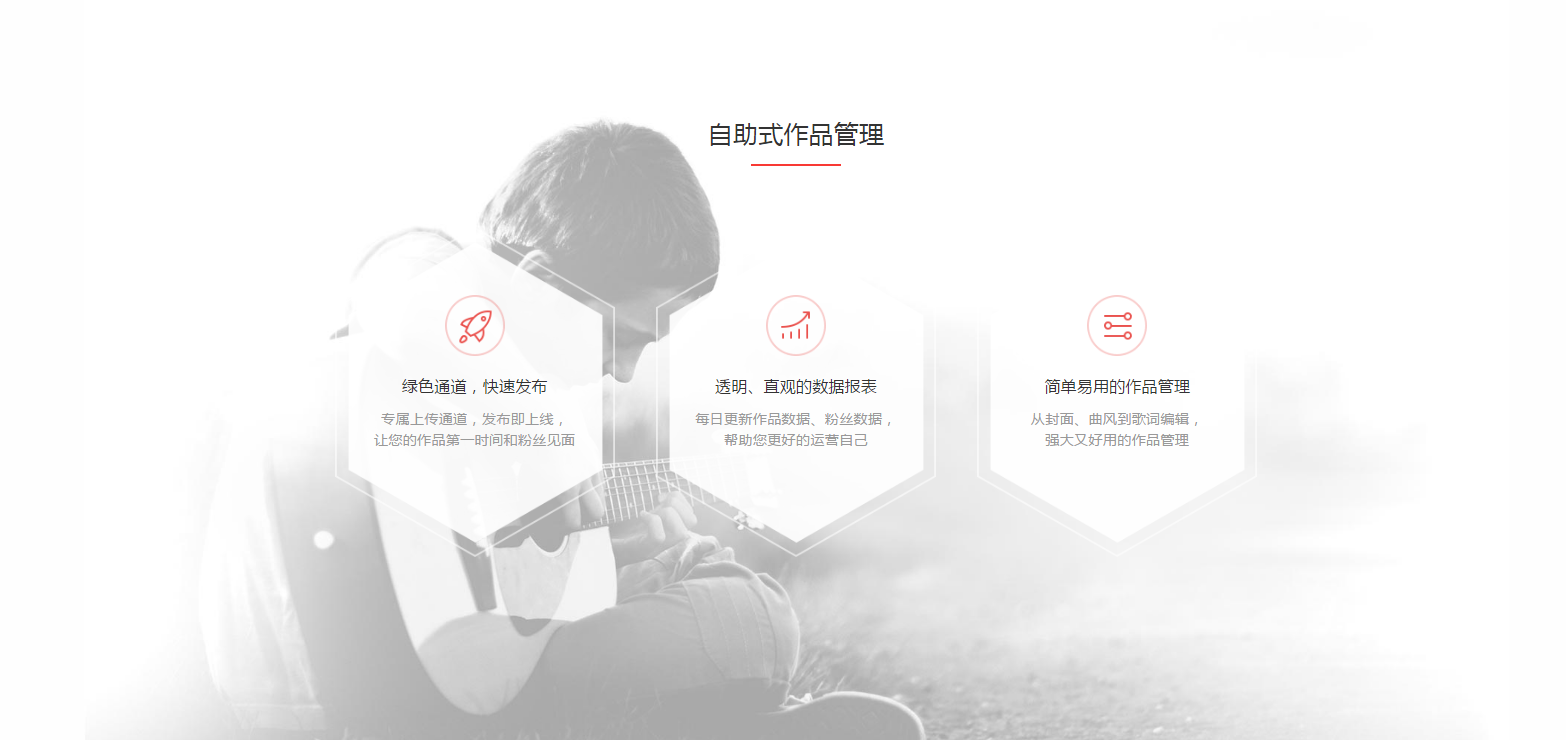 自助式作品管理
绿色通道，快速发布
专属上传通道，发布即上线，
让您的作品第一时间和粉丝见面
透明、直观的数据报表
每日更新作品数据、粉丝数据，
帮助您更好的运营自己
简单易用的作品管理
从封面、曲风到歌词编辑，
强大又好用的作品管理